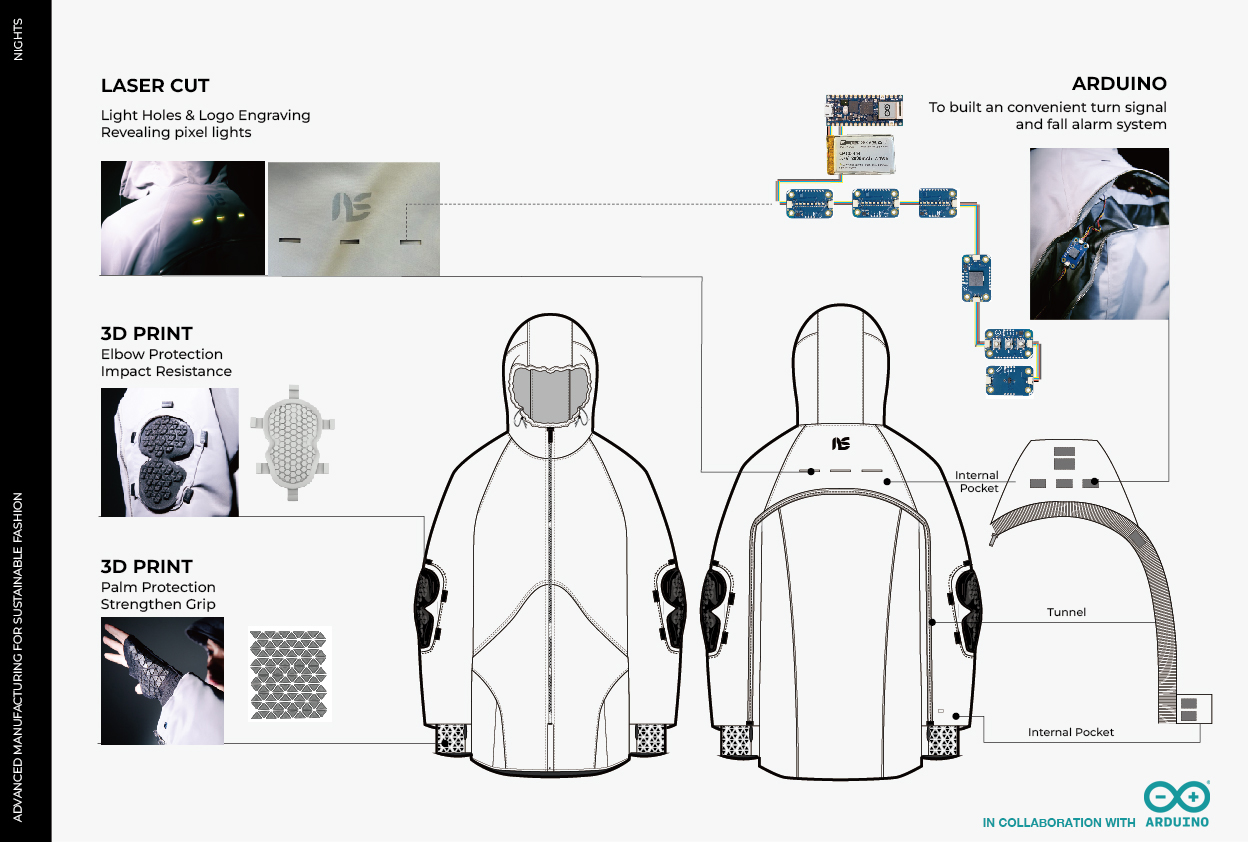 NIGHTS
ADVANCED MANUFACTURING FOR SUSTAINABLE FASHION
LASER CUT
Light Holes & Logo Engraving
Revealing pixel lights
ARDUINO
To built an convenient turn signal
and fall alarm system
3D PRINT
Elbow Protection
Impact Resistance
3D PRINT
Palm Protection
Strengthen Grip
Internal
Pocket
Tunnel
Internal Pocket
IN COLLABORATION WITH
ARDUINO